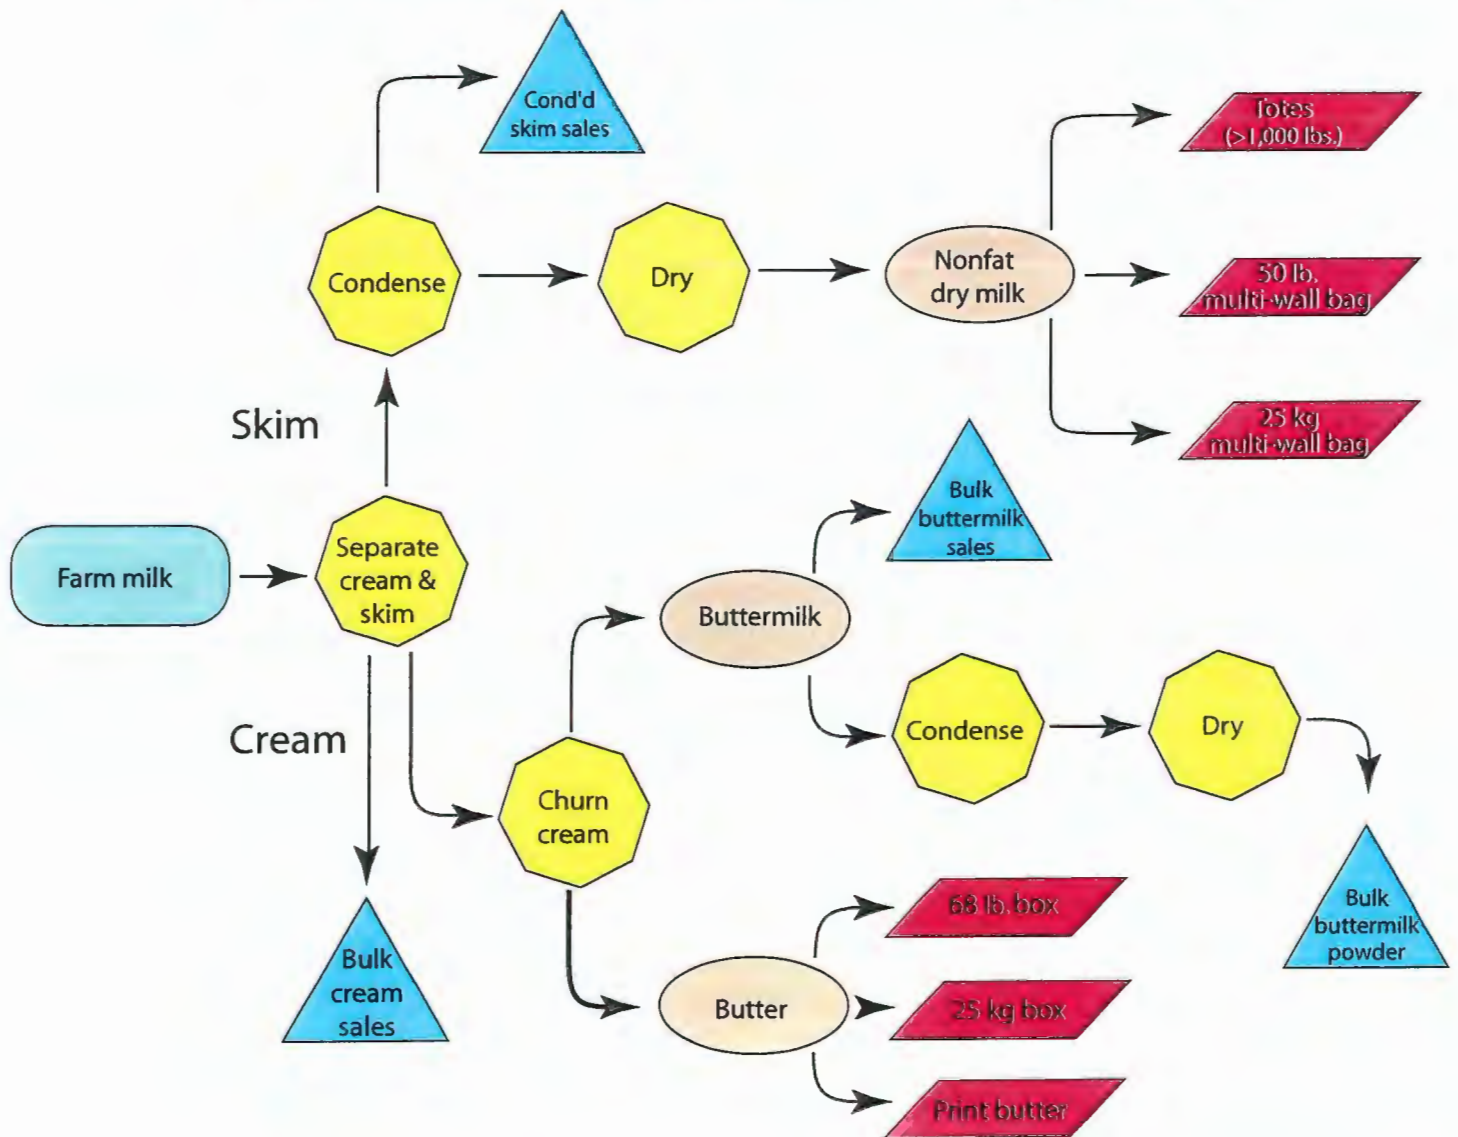 Cond'd
skim sales
Totes
(>1,000 lbs.)
Condense
Dry
Nonfat
dry milk
50 lb.
multi-wall bag
Skim
25 kg
multi-wall bag
Farm milk
Separate
cream &
skim
Bulk
buttermilk
sales
Buttermilk
Cream
Condense
Dry
Churn
cream
68 lb. box
Bulk
buttermilk
powder
Bulk
cream
sales
Butter
25 kg box
Print butter